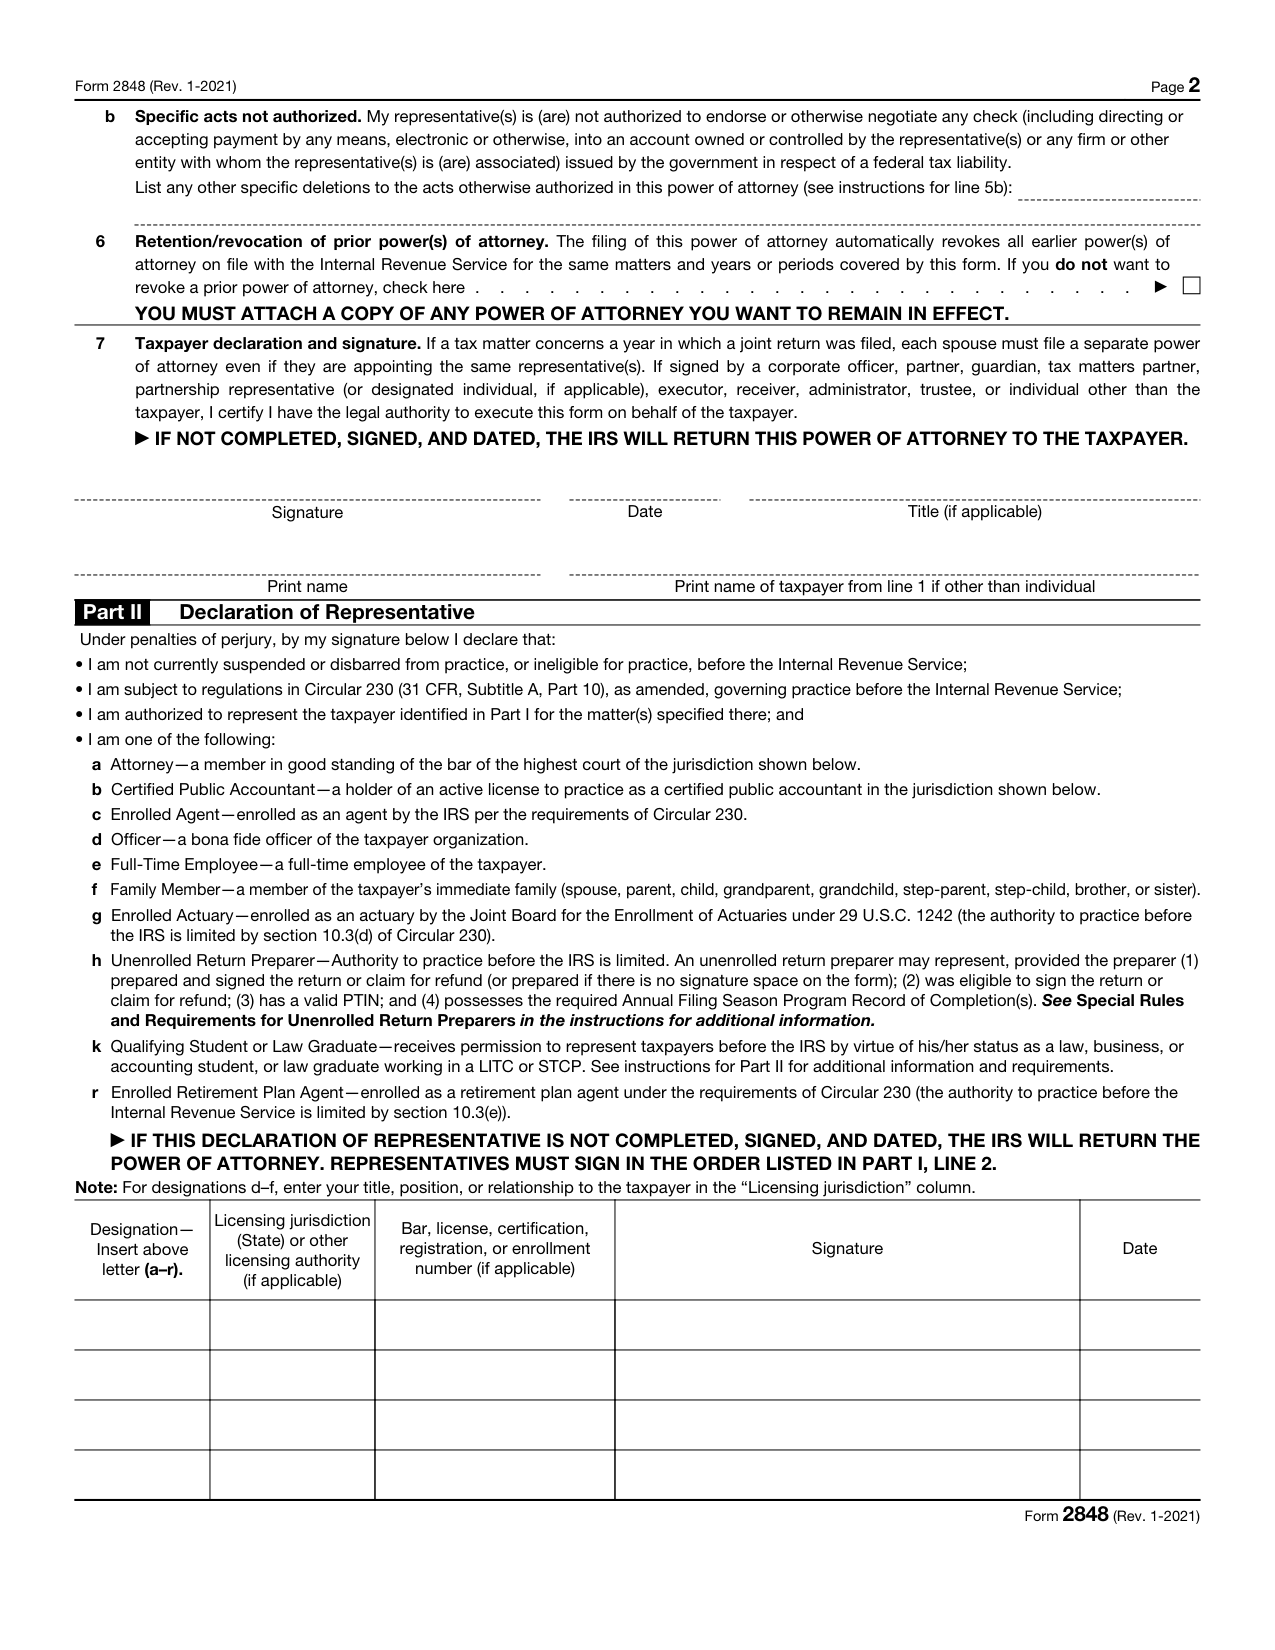 Form 2848 (Rev. 1-2021) Page 2
b Specific acts not authorized. My representative(s) is (are) not authorized to endorse or otherwise negotiate any check (including directing or
accepting payment by any means, electronic or otherwise, into an account owned or controlled by the representative(s) or any firm or other
entity with whom the representative(s) is (are) associated) issued by the government in respect of a federal tax liability.
List any other specific deletions to the acts otherwise authorized in this power of attorney (see instructions for line 5b):
6 Retention/revocation of prior power(s) of attorney. The filing of this power of attorney automatically revokes all earlier power(s) of
attorney on file with the Internal Revenue Service for the same matters and years or periods covered by this form. If you do not want to
revoke a prior power of attorney, check here . . . . . . . . . . . . . . . . . . . . . . . . . . . ▶ ☐
YOU MUST ATTACH A COPY OF ANY POWER OF ATTORNEY YOU WANT TO REMAIN IN EFFECT.
7 Taxpayer declaration and signature. If a tax matter concerns a year in which a joint return was filed, each spouse must file a separate power
of attorney even if they are appointing the same representative(s). If signed by a corporate officer, partner, guardian, tax matters partner,
partnership representative (or designated individual, if applicable), executor, receiver, administrator, trustee, or individual other than the
taxpayer, I certify I have the legal authority to execute this form on behalf of the taxpayer.
▶ IF NOT COMPLETED, SIGNED, AND DATED, THE IRS WILL RETURN THIS POWER OF ATTORNEY TO THE TAXPAYER.
Signature Date Title (if applicable)
Print name Print name of taxpayer from line 1 if other than individual
Part II Declaration of Representative
Under penalties of perjury, by my signature below I declare that:
• I am not currently suspended or disbarred from practice, or ineligible for practice, before the Internal Revenue Service;
• I am subject to regulations in Circular 230 (31 CFR, Subtitle A, Part 10), as amended, governing practice before the Internal Revenue Service;
• I am authorized to represent the taxpayer identified in Part I for the matter(s) specified there; and
• I am one of the following:
a Attorney—a member in good standing of the bar of the highest court of the jurisdiction shown below.
b Certified Public Accountant—a holder of an active license to practice as a certified public accountant in the jurisdiction shown below.
c Enrolled Agent—enrolled as an agent by the IRS per the requirements of Circular 230.
d Officer—a bona fide officer of the taxpayer organization.
e Full-Time Employee—a full-time employee of the taxpayer.
f Family Member—a member of the taxpayer’s immediate family (spouse, parent, child, grandparent, grandchild, step-parent, step-child, brother, or sister).
g Enrolled Actuary—enrolled as an actuary by the Joint Board for the Enrollment of Actuaries under 29 U.S.C. 1242 (the authority to practice before
the IRS is limited by section 10.3(d) of Circular 230).
h Unenrolled Return Preparer—Authority to practice before the IRS is limited. An unenrolled return preparer may represent, provided the preparer (1)
prepared and signed the return or claim for refund (or prepared if there is no signature space on the form); (2) was eligible to sign the return or
claim for refund; (3) has a valid PTIN; and (4) possesses the required Annual Filing Season Program Record of Completion(s). See Special Rules
and Requirements for Unenrolled Return Preparers in the instructions for additional information.
k Qualifying Student or Law Graduate—receives permission to represent taxpayers before the IRS by virtue of his/her status as a law, business, or
accounting student, or law graduate working in a LITC or STCP. See instructions for Part II for additional information and requirements.
r Enrolled Retirement Plan Agent—enrolled as a retirement plan agent under the requirements of Circular 230 (the authority to practice before the
Internal Revenue Service is limited by section 10.3(e)).
▶ IF THIS DECLARATION OF REPRESENTATIVE IS NOT COMPLETED, SIGNED, AND DATED, THE IRS WILL RETURN THE
POWER OF ATTORNEY. REPRESENTATIVES MUST SIGN IN THE ORDER LISTED IN PART I, LINE 2.
Note: For designations d–f, enter your title, position, or relationship to the taxpayer in the “Licensing jurisdiction” column.
Designation—
Insert above
letter (a–r).
Licensing jurisdiction
(State) or other
licensing authority
(if applicable)
Bar, license, certification,
registration, or enrollment
number (if applicable)
Signature
Date
Form 2848 (Rev. 1-2021)